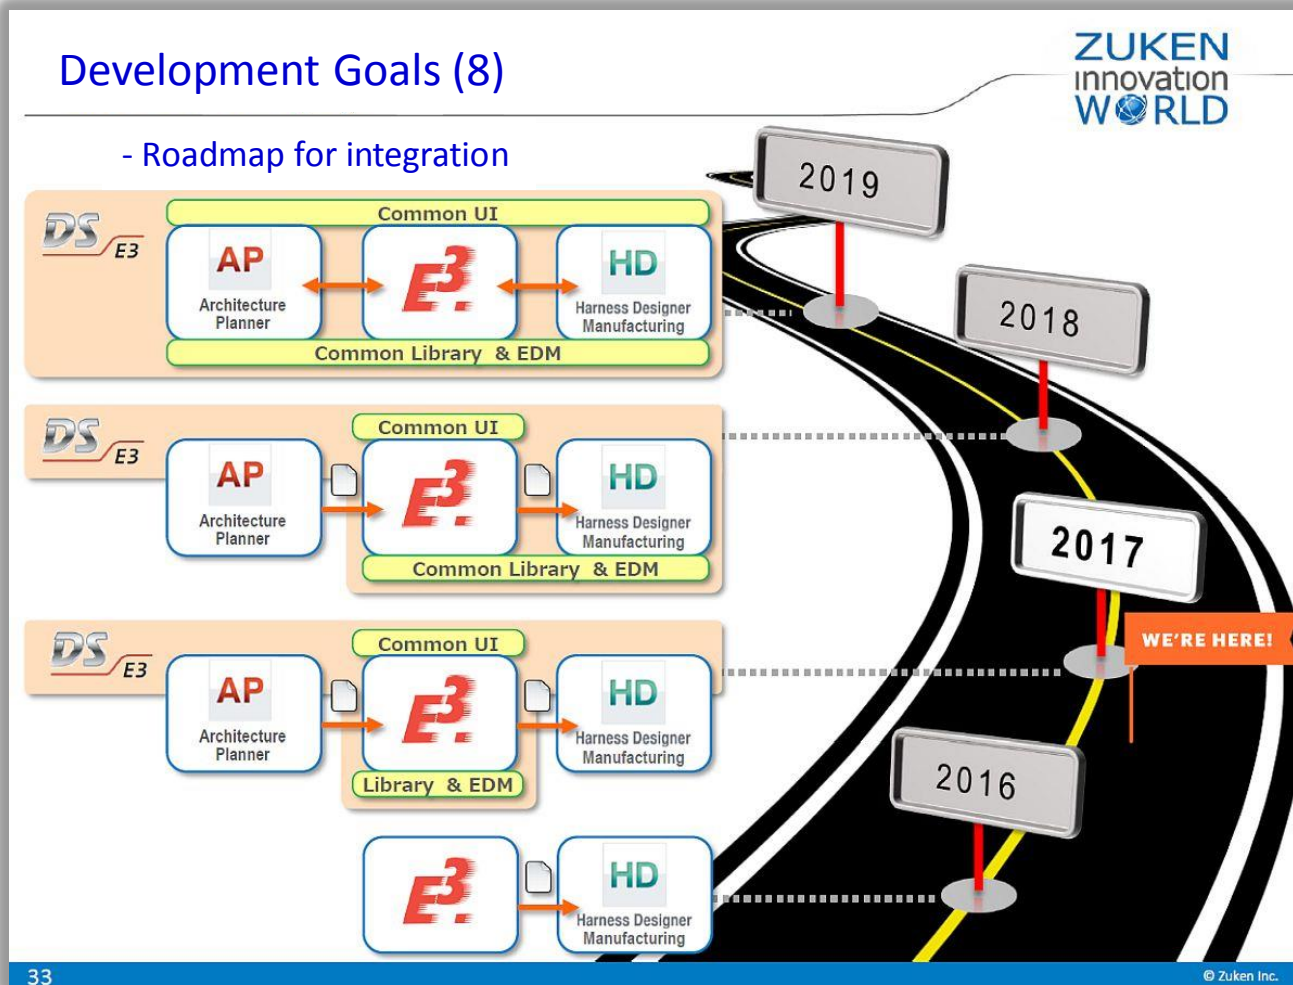 Development Goals (8)
ZUKEN
innovation
WORLD
- Roadmap for integration
2019
DS E3
Common UI
AP
Architecture
Planner
E3.
HD
Harness Designer
Manufacturing
Common Library & EDM
2018
DS E3
Common UI
AP
Architecture
Planner
E3.
HD
Harness Designer
Manufacturing
Common Library & EDM
2017
WE'RE HERE!
DS E3
Common UI
AP
Architecture
Planner
E3.
HD
Harness Designer
Manufacturing
Library & EDM
2016
E3.
HD
Harness Designer
Manufacturing
33
© Zuken Inc.